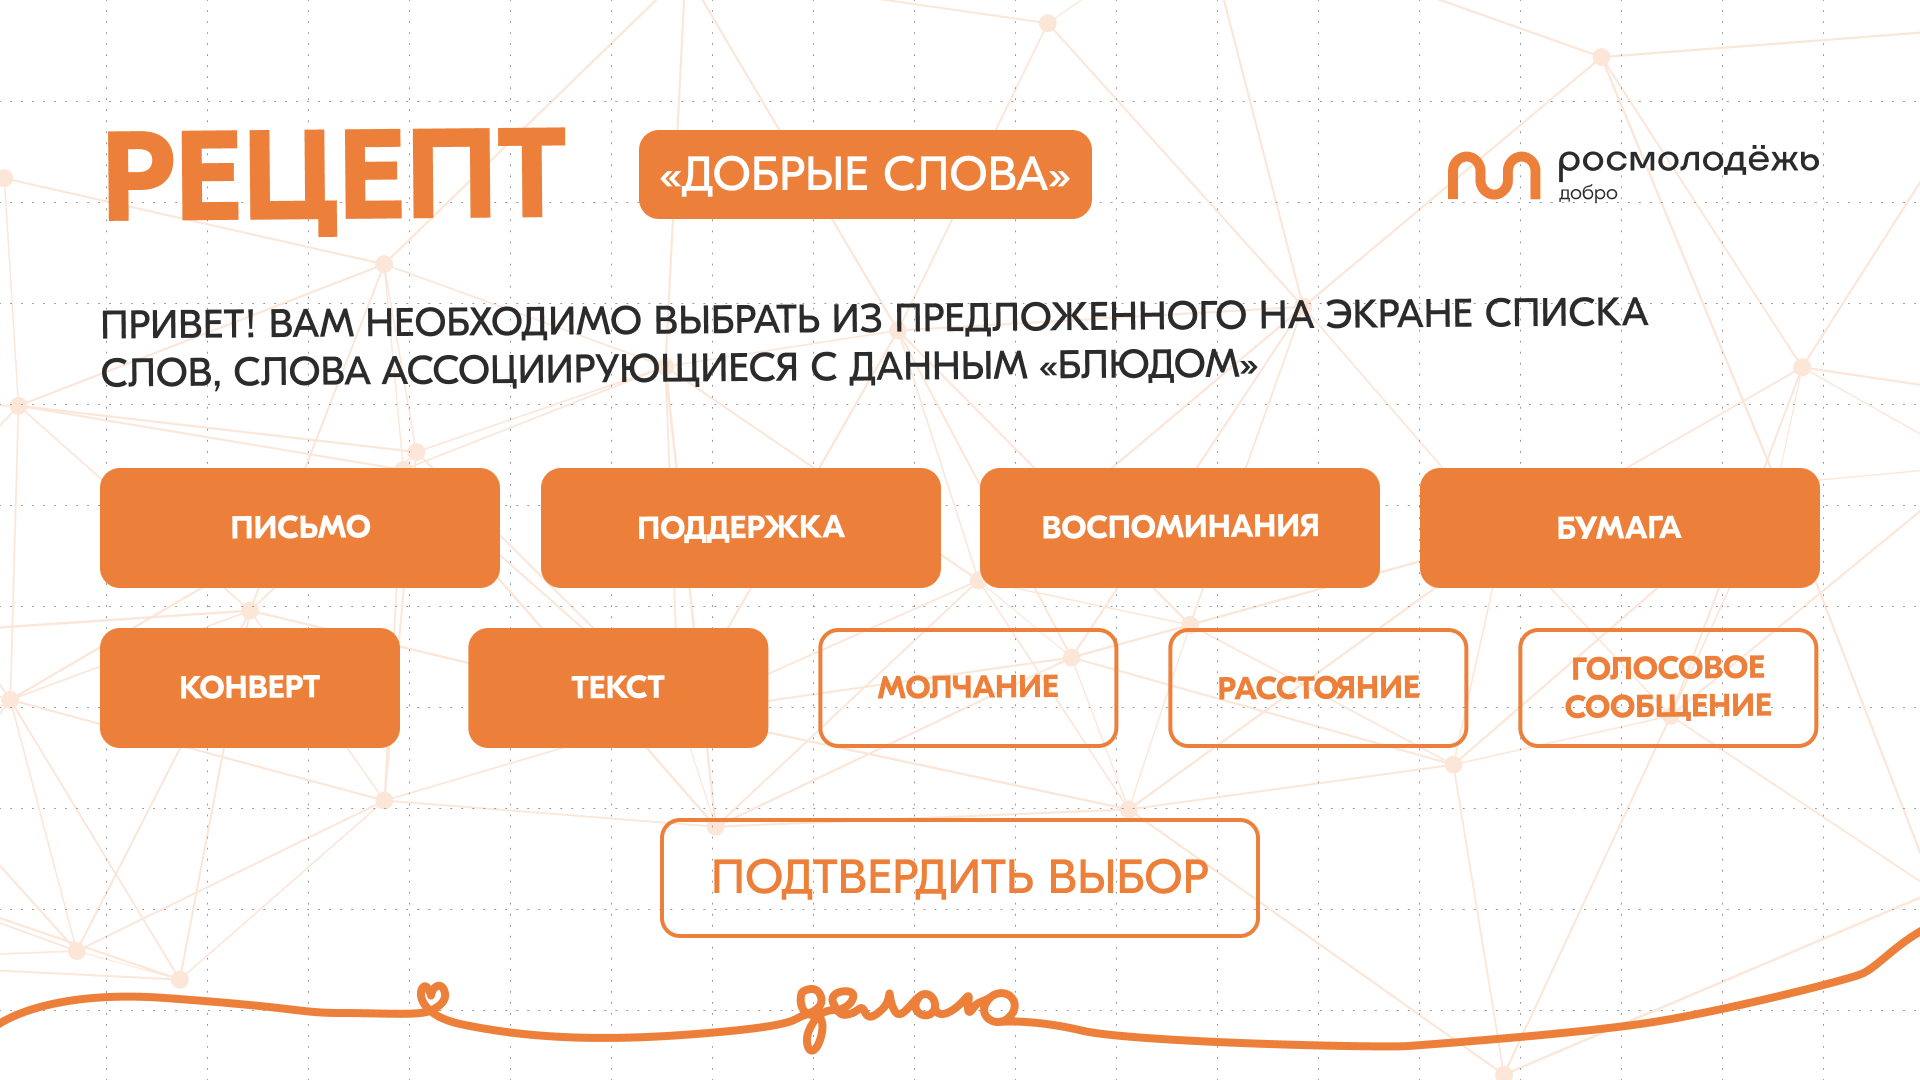 РЕЦЕПТ
«ДОБРЫЕ СЛОВА»
росмолодёжь
добро
ПРИВЕТ! ВАМ НЕОБХОДИМО ВЫБРАТЬ ИЗ ПРЕДЛОЖЕННОГО НА ЭКРАНЕ СПИСКА
СЛОВ, СЛОВА АССОЦИИРУЮЩИЕСЯ С ДАННЫМ «БЛЮДОМ»
ПИСЬМО
ПОДДЕРЖКА
ВОСПОМИНАНИЯ
БУМАГА
КОНВЕРТ
ТЕКСТ
МОЛЧАНИЕ
РАССТОЯНИЕ
ГОЛОСОВОЕ
СООБЩЕНИЕ
ПОДТВЕРДИТЬ ВЫБОР
делаю